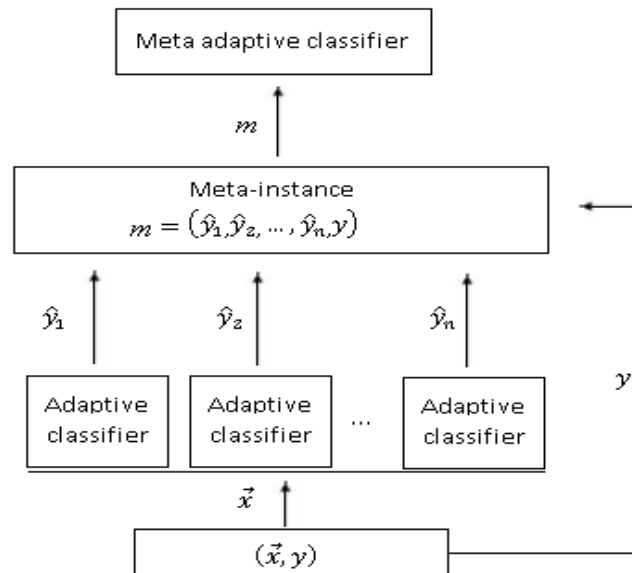 Meta adaptive classifier
m
Meta-instance
m = (ŷ₁,ŷ₂, … , ŷₙ,y)
ŷ₁ ŷ₂ ŷₙ
y
Adaptive Adaptive Adaptive
classifier classifier ... classifier
x⃗
(x⃗, y)